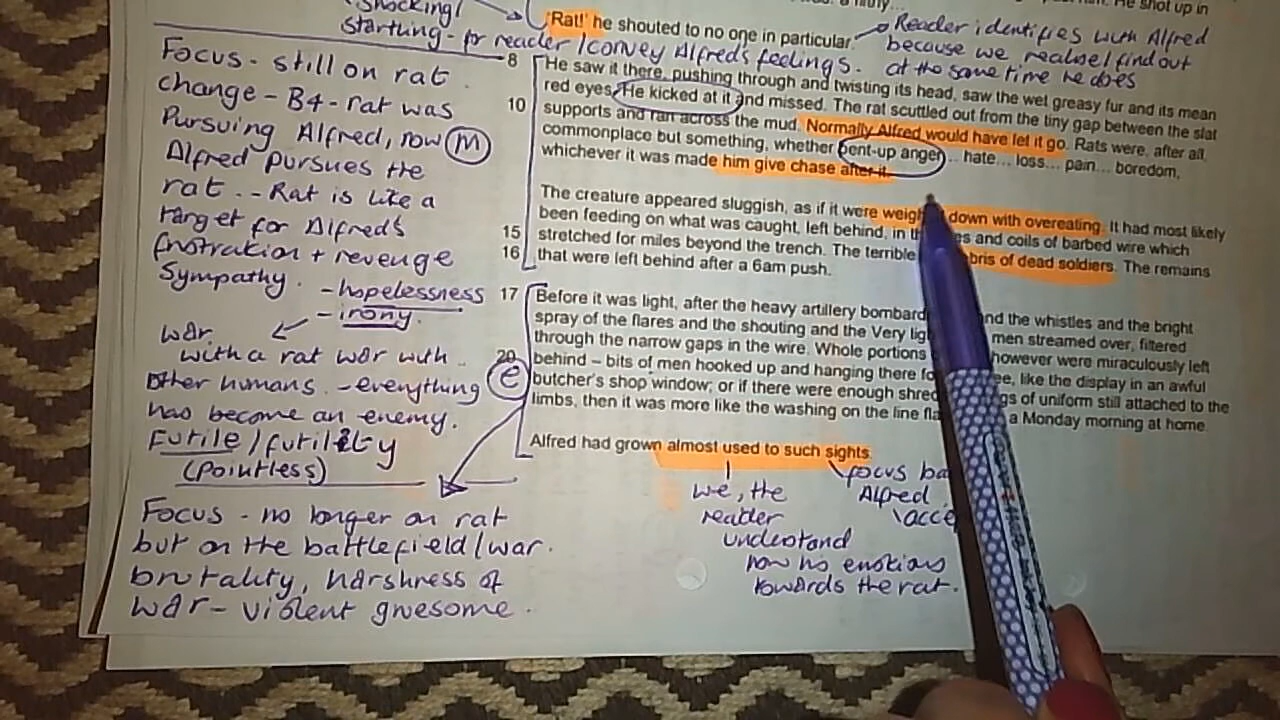 He shot up in
(Shocking/
'Rat!' he shouted to no one in particular.
Reader identifies with Alfred
startling - for reader / convey Alfred's feelings.
because we realise/find out
at the same time he does
8 He saw it there, pushing through and twisting its head, saw the wet greasy fur and its mean
red eyes. He kicked at it and missed. The rat scuttled out from the tiny gap between the slat
10 supports and ran across the mud. Normally Alfred would have let it go. Rats were, after all,
commonplace but something, whether pent-up anger... hate... loss... pain... boredom,
whichever it was made him give chase after it.
The creature appeared sluggish, as if it were weigh down with overeating. It had most likely
15 been feeding on what was caught, left behind, in th es and coils of barbed wire which
stretched for miles beyond the trench. The terrible bris of dead soldiers. The remains
16 that were left behind after a 6am push.
17 Before it was light, after the heavy artillery bombard nd the whistles and the bright
spray of the flares and the shouting and the Very lig men streamed over, filtered
through the narrow gaps in the wire. Whole portions however were miraculously left
20 behind – bits of men hooked up and hanging there fo ee, like the display in an awful
butcher's shop window; or if there were enough shred gs of uniform still attached to the
limbs, then it was more like the washing on the line fla a Monday morning at home.
Alfred had grown almost used to such sights.
Focus - still on rat
change - B4 - rat was
Pursuing Alfred, now M
Alfred pursues the
rat. - Rat is like a
target for Alfred's
frustration + revenge
Sympathy. - hopelessness
- irony.
war
with a rat war with
other humans. - everything
has become an enemy.
e
Futile / futility
(pointless)
Focus - no longer on rat
but on the battlefield / war.
brutality, harshness of
war - violent gruesome.
we, the
reader
understand
now no emotions
towards the rat.
focus ba
Alfred.
acce